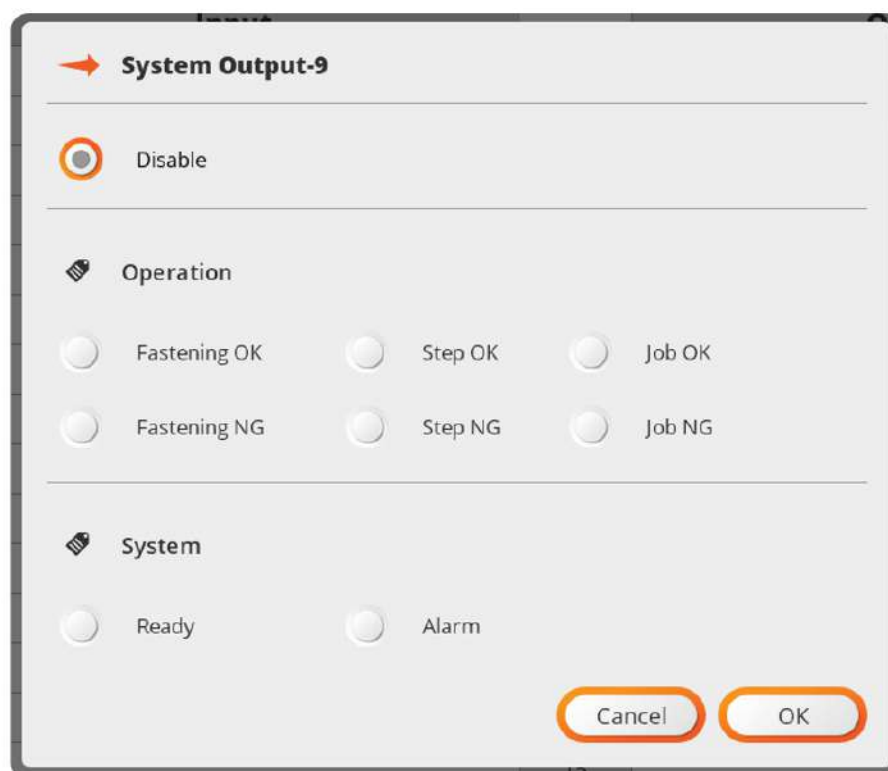 System Output-9
Disable
Operation
Fastening OK Step OK Job OK
Fastening NG Step NG Job NG
System
Ready Alarm
Cancel OK